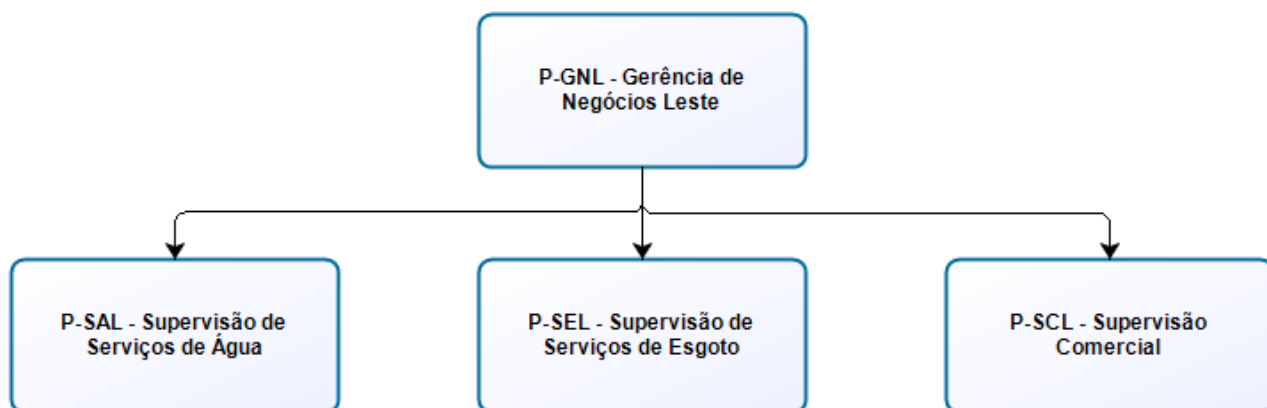 P-GNL - Gerência de
Negócios Leste
P-SAL - Supervisão de
Serviços de Água
P-SEL - Supervisão de
Serviços de Esgoto
P-SCL - Supervisão
Comercial